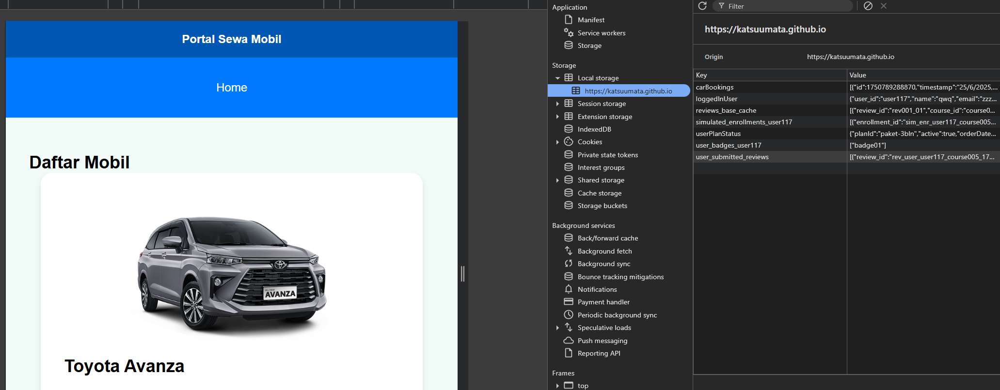 Portal Sewa Mobil
Home
Daftar Mobil
ALL NEW
AVANZA
Toyota Avanza
Application
Manifest
Service workers
Storage
Storage
Local storage
https://katsuumata.github.io
Session storage
Extension storage
IndexedDB
Cookies
Private state tokens
Interest groups
Shared storage
Cache storage
Storage buckets
Background services
Back/forward cache
Background fetch
Background sync
Bounce tracking mitigations
Notifications
Payment handler
Periodic background sync
Speculative loads
Push messaging
Reporting API
Frames
top
Filter
https://katsuumata.github.io
Origin https://katsuumata.github.io
Key Value
carBookings [{"id":1750789288870,"timestamp":"25/6/2025,...
loggedInUser {"user_id":"user117","name":"qwq","email":"zzz...
reviews_base_cache [{"review_id":"rev001_01","course_id":"course0...
simulated_enrollments_user117 [{"enrollment_id":"sim_enr_user117_course005...
userPlanStatus {"planId":"paket-3bln","active":true,"orderDate...
user_badges_user117 ["badge01"]
user_submitted_reviews [{"review_id":"rev_user_user117_course005_17...